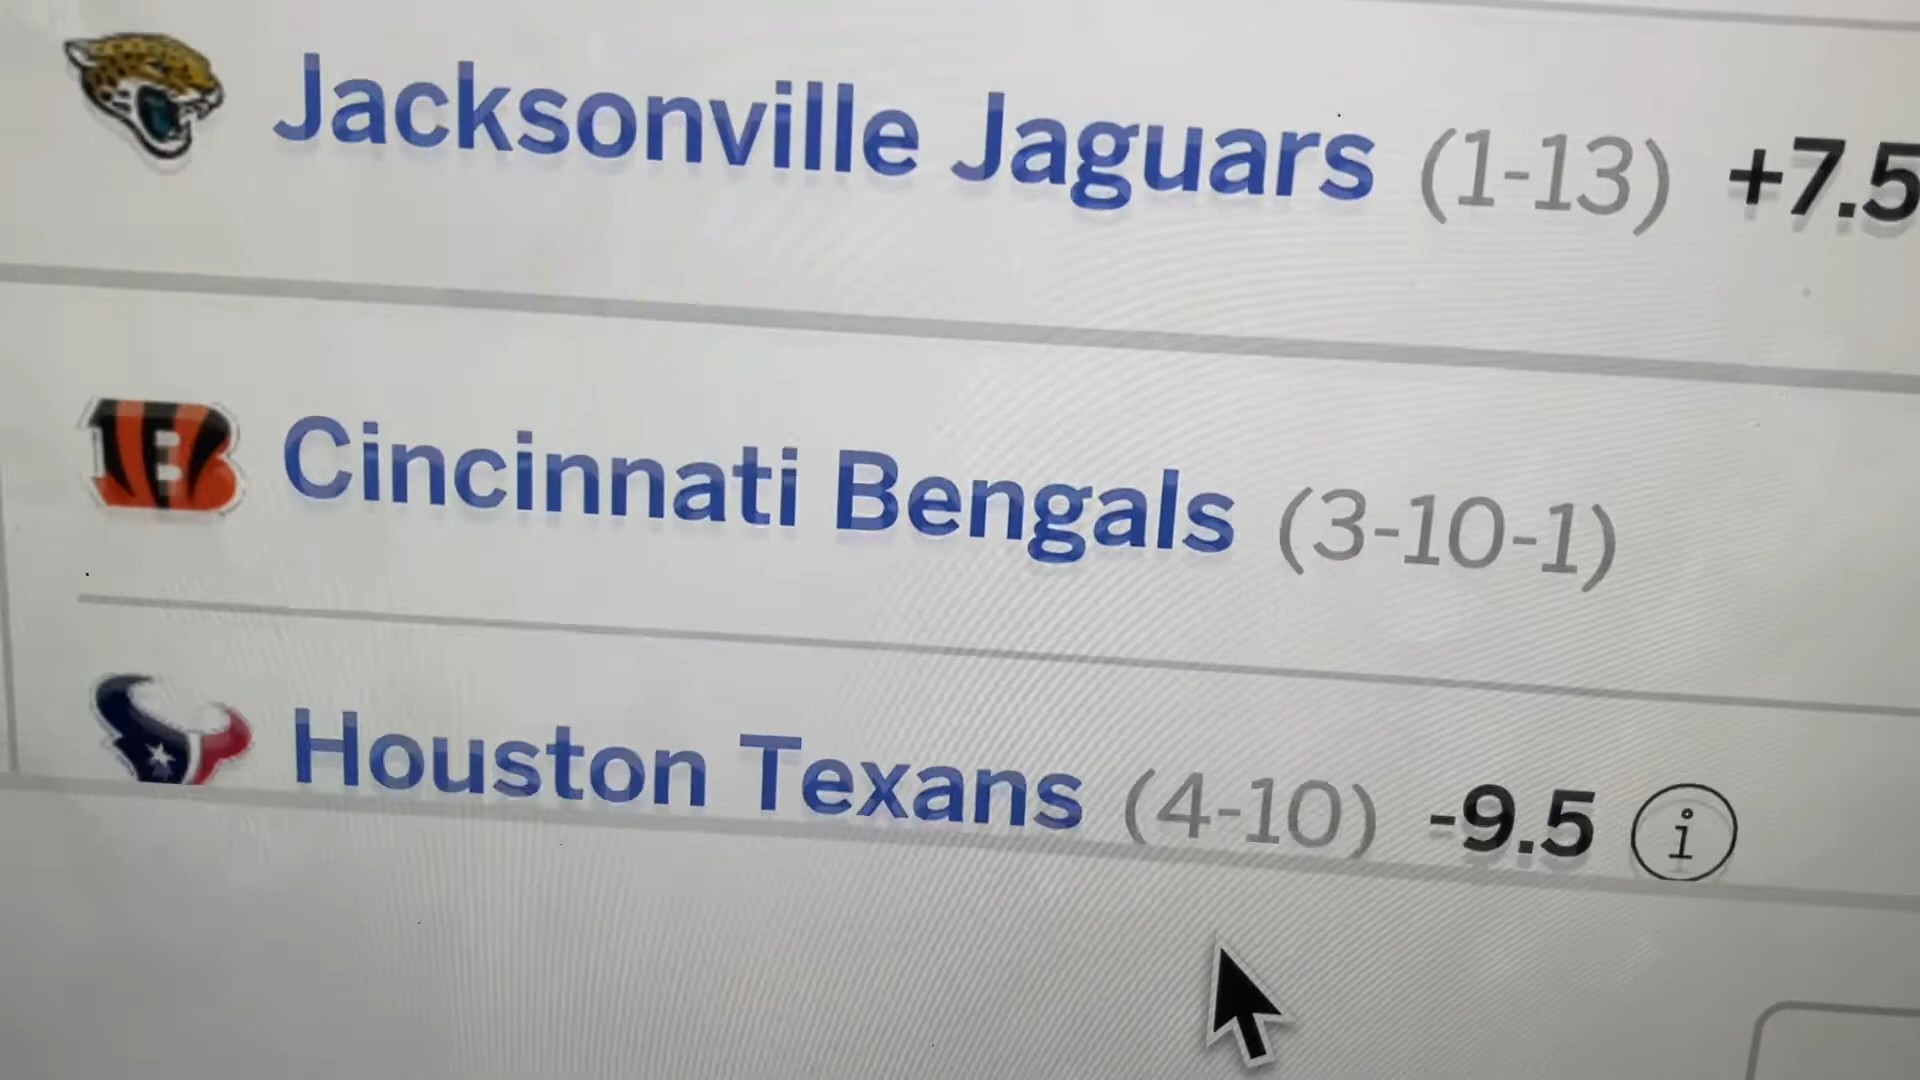 Jacksonville Jaguars (1-13) +7.5
Cincinnati Bengals (3-10-1)
Houston Texans (4-10) -9.5 i